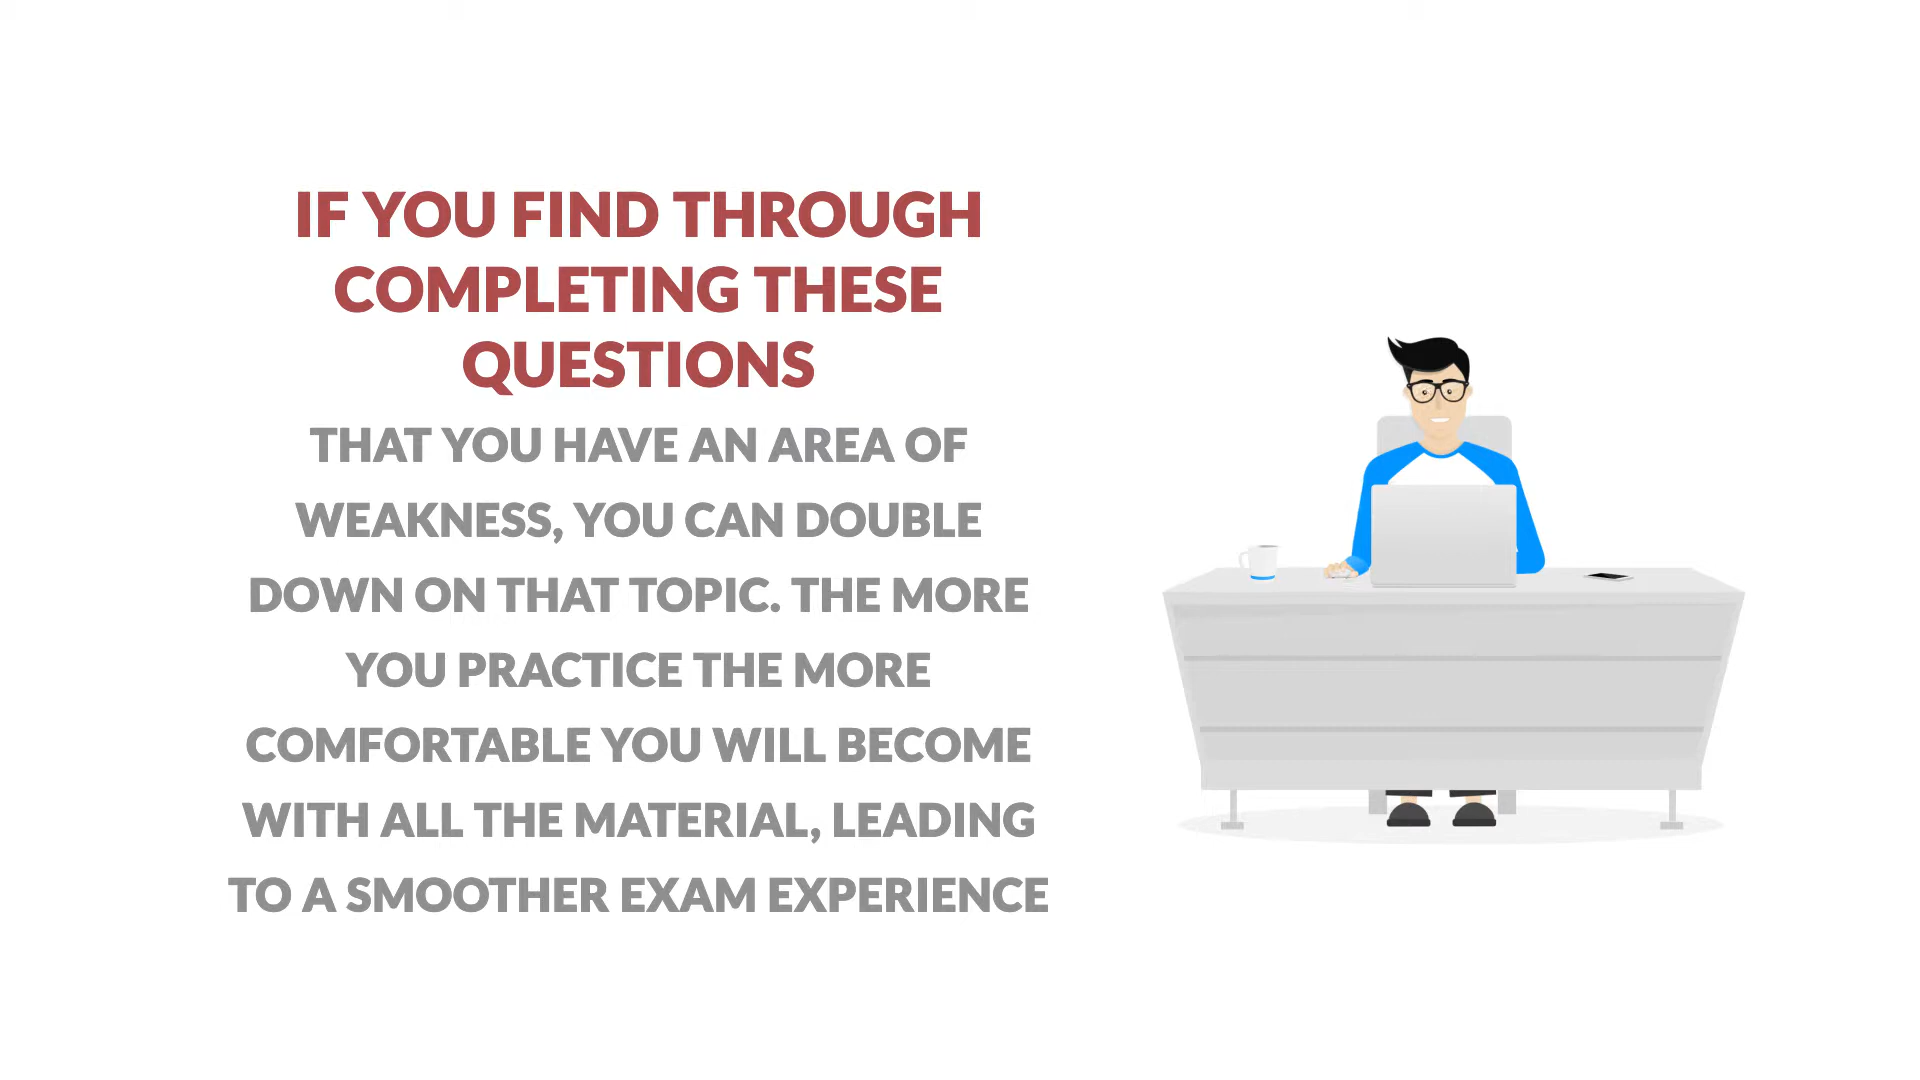 IF YOU FIND THROUGH
COMPLETING THESE
QUESTIONS
THAT YOU HAVE AN AREA OF
WEAKNESS, YOU CAN DOUBLE
DOWN ON THAT TOPIC. THE MORE
YOU PRACTICE THE MORE
COMFORTABLE YOU WILL BECOME
WITH ALL THE MATERIAL, LEADING
TO A SMOOTHER EXAM EXPERIENCE